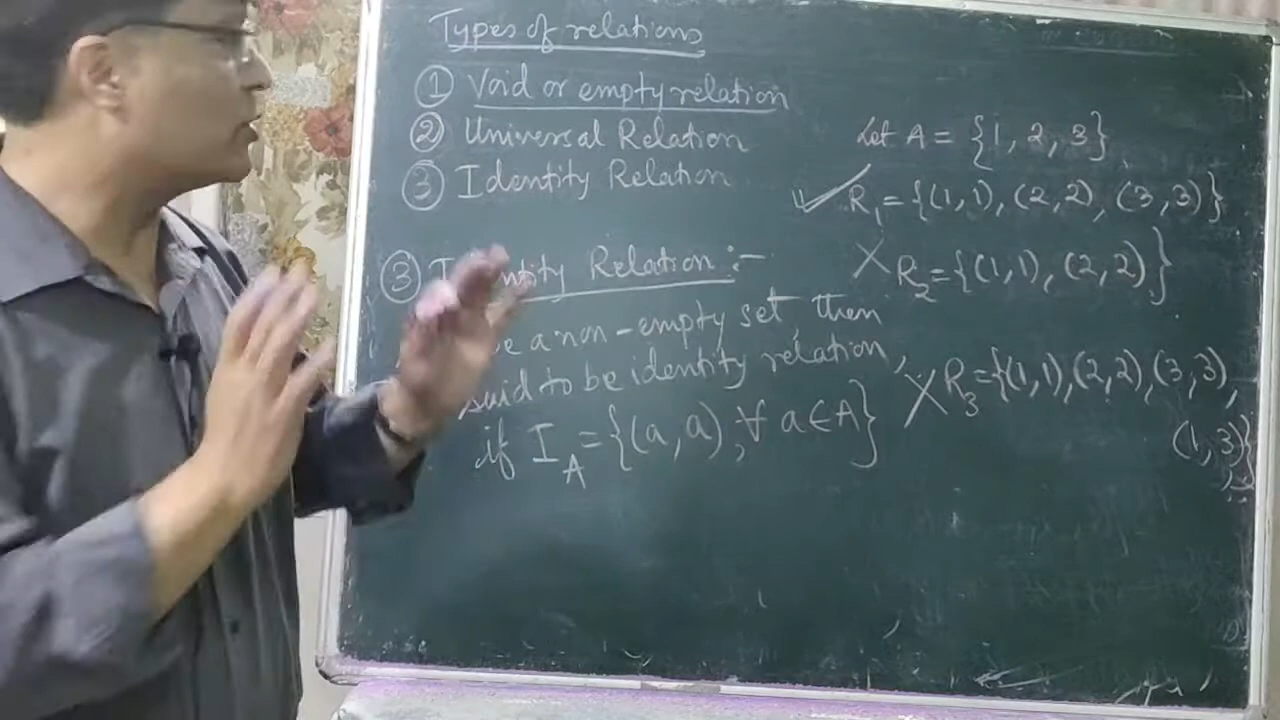 Types of relations
① Void or empty relation
② Universal Relation
③ Identity Relation
③ Identity Relation :-
be a non-empty set, then
said to be identity relation,
if I_A = {(a, a); ∀ a ∈ A}
Let A = {1, 2, 3}
✓ R₁ = {(1,1), (2,2), (3,3)}
✗ R₂ = {(1,1), (2,2)}
✗ R₃ = {(1,1), (2,2), (3,3),
(1,3)}